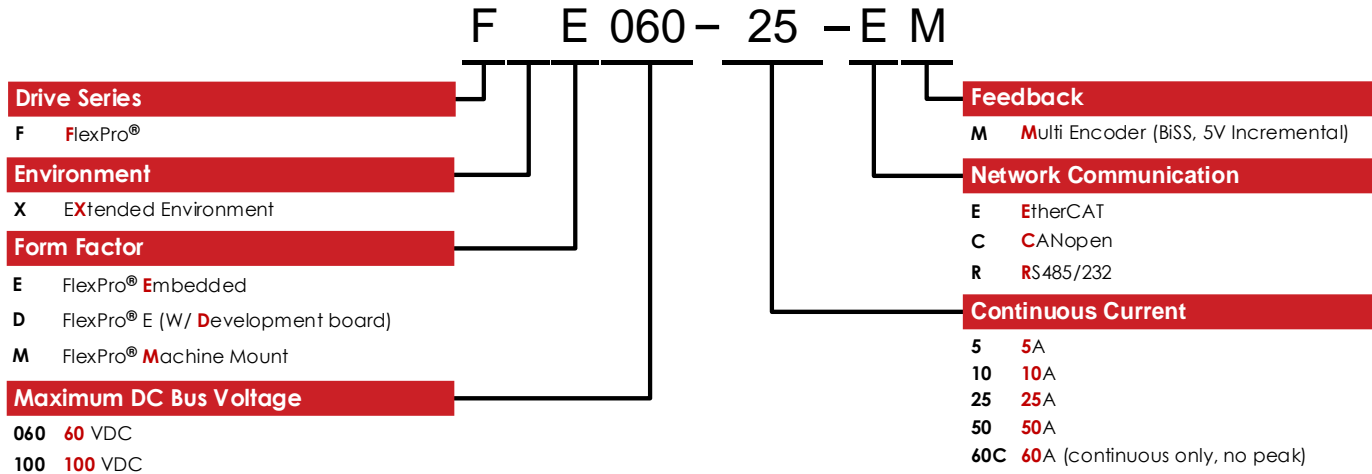 F E 060 – 25 – E M
Drive Series
F FlexPro®
Environment
X EXtended Environment
Form Factor
E FlexPro® Embedded
D FlexPro® E (W/ Development board)
M FlexPro® Machine Mount
Maximum DC Bus Voltage
060 60 VDC
100 100 VDC
Feedback
M Multi Encoder (BiSS, 5V Incremental)
Network Communication
E EtherCAT
C CANopen
R RS485/232
Continuous Current
5 5A
10 10A
25 25A
50 50A
60C 60A (continuous only, no peak)